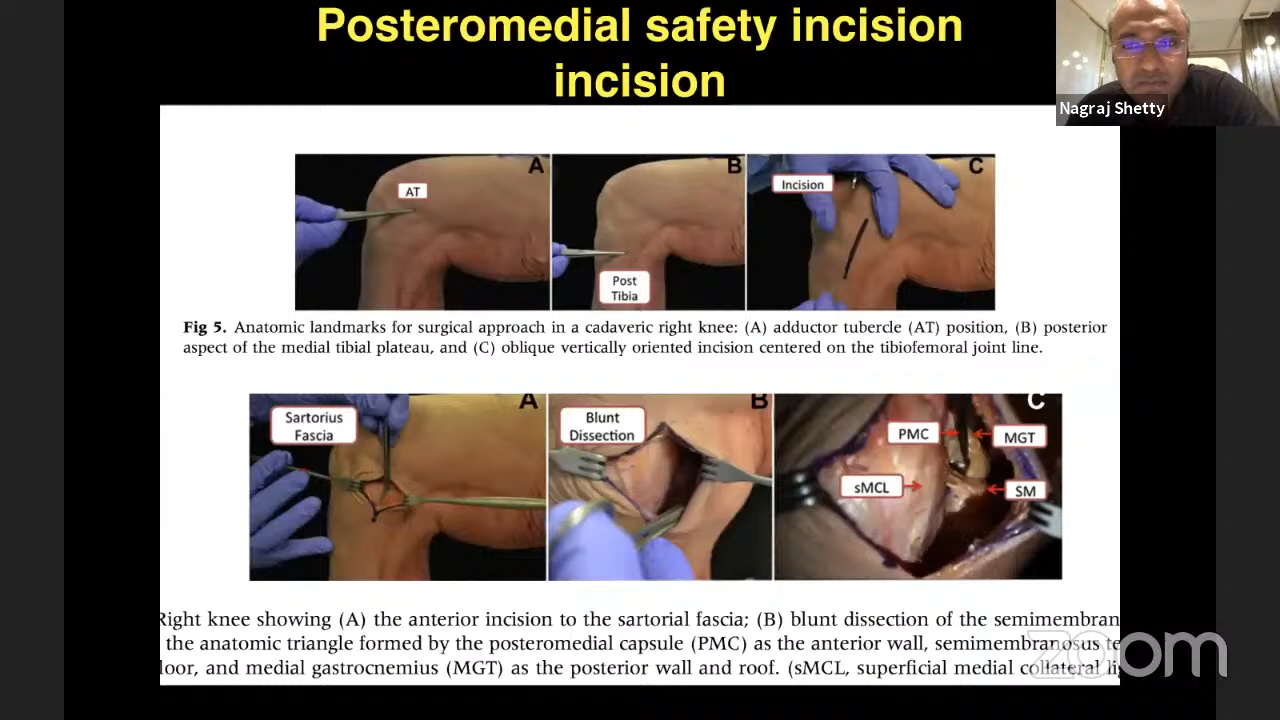 Posteromedial safety incision
incision
Nagraj Shetty
A
B
C
AT
Post
Tibia
Incision
Fig 5. Anatomic landmarks for surgical approach in a cadaveric right knee: (A) adductor tubercle (AT) position, (B) posterior
aspect of the medial tibial plateau, and (C) oblique vertically oriented incision centered on the tibiofemoral joint line.
A
B
C
Sartorius
Fascia
Blunt
Dissection
PMC
MGT
sMCL
SM
Right knee showing (A) the anterior incision to the sartorial fascia; (B) blunt dissection of the semimembran
the anatomic triangle formed by the posteromedial capsule (PMC) as the anterior wall, semimembranosus te
loor, and medial gastrocnemius (MGT) as the posterior wall and roof. (sMCL, superficial medial collateral li
zoom